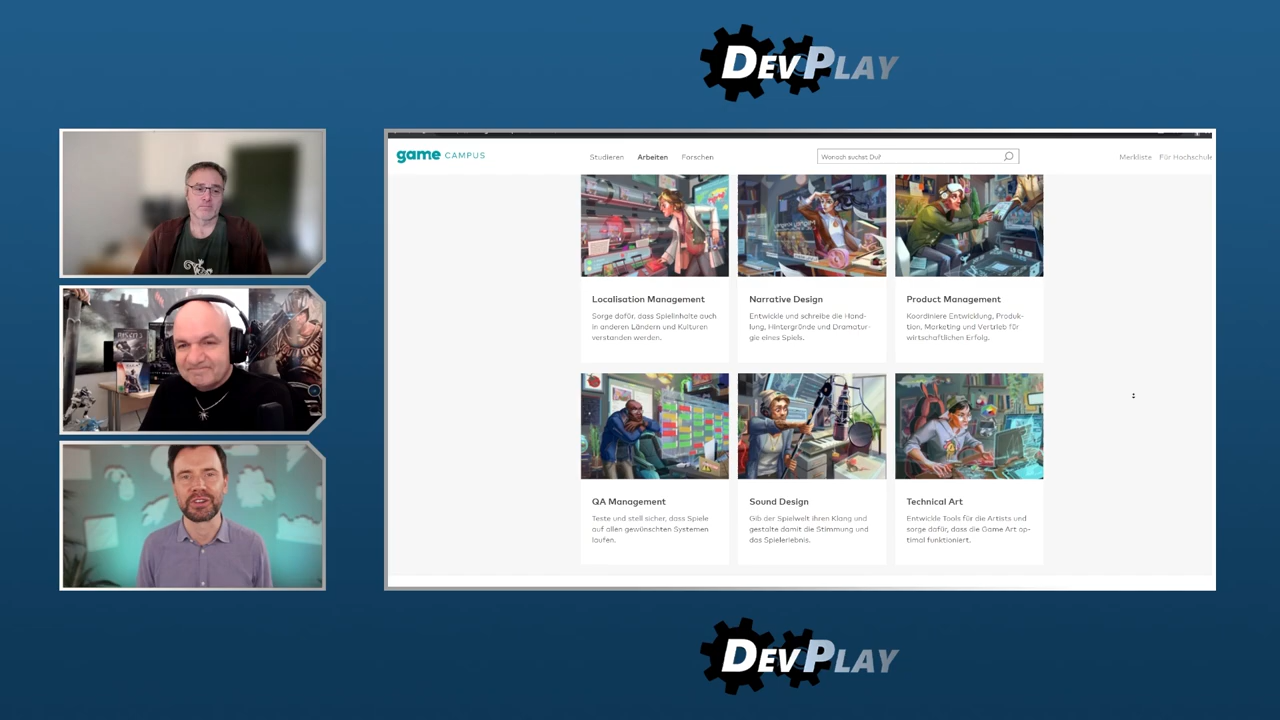 DEVPLAY
game CAMPUS
Studieren Arbeiten Forschen
Wonach suchst Du?
Merkliste Für Hochschule
Localisation Management
Sorge dafür, dass Spielinhalte auch
in anderen Ländern und Kulturen
verstanden werden.
Narrative Design
Entwickle und schreibe die Hand-
lung, Hintergründe und Dramatur-
gie eines Spiels.
Product Management
Koordiniere Entwicklung, Produk-
tion, Marketing und Vertrieb für
wirtschaftlichen Erfolg.
QA Management
Teste und stell sicher, dass Spiele
auf allen gewünschten Systemen
laufen.
Sound Design
Gib der Spielwelt ihren Klang und
gestalte damit die Stimmung und
das Spielerlebnis.
Technical Art
Entwickle Tools für die Artists und
sorge dafür, dass die Game Art op-
timal funktioniert.
DEVPLAY